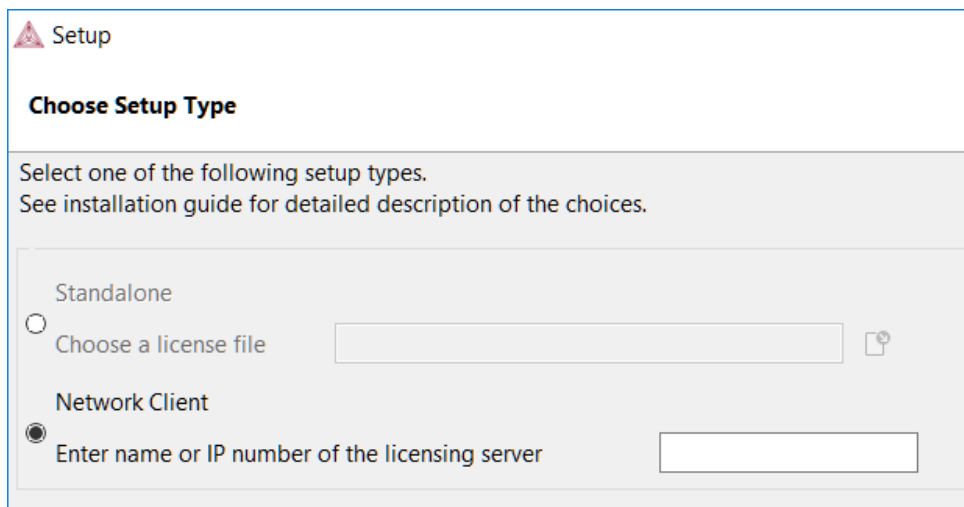 Setup
Choose Setup Type
Select one of the following setup types.
See installation guide for detailed description of the choices.
Standalone
Choose a license file
Network Client
Enter name or IP number of the licensing server